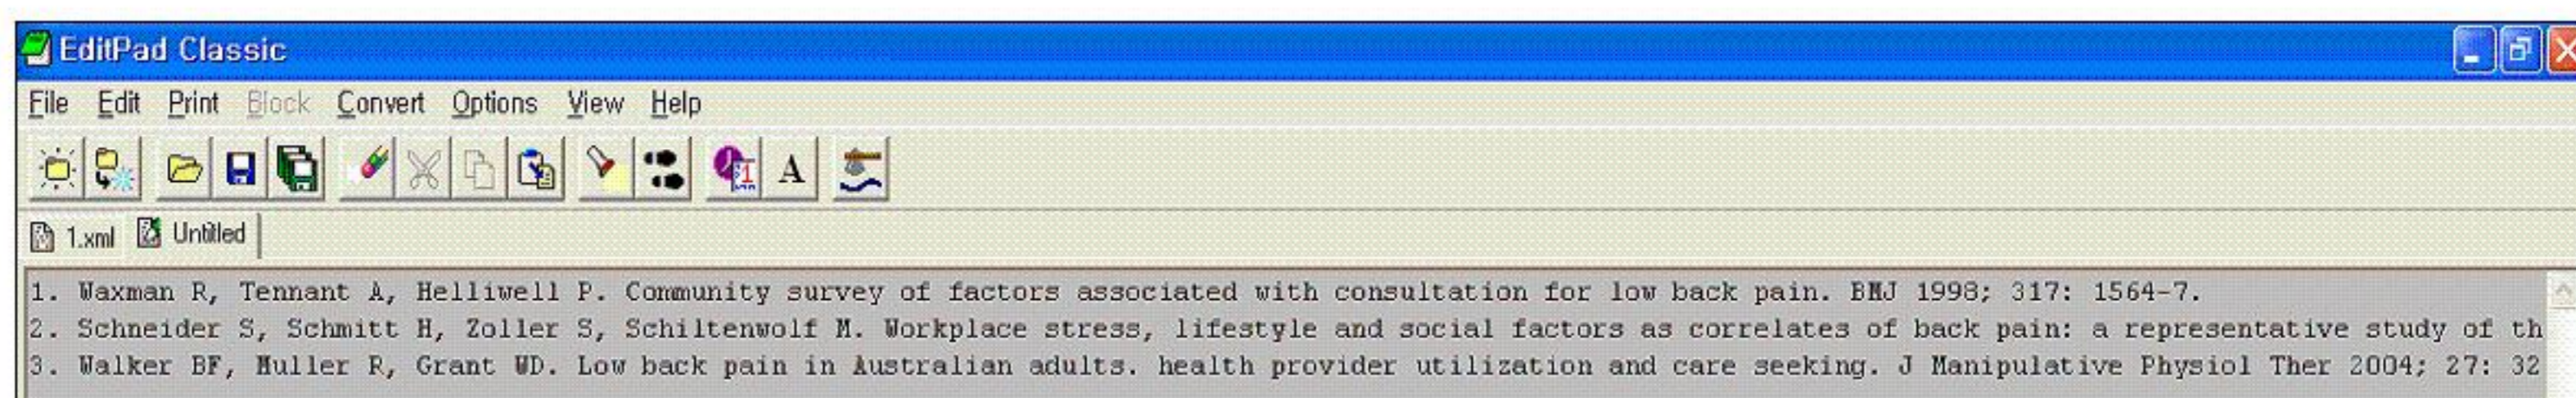 EditPad Classic
File Edit Print Block Convert Options View Help
1.xml Untitled
1. Waxman R, Tennant A, Helliwell P. Community survey of factors associated with consultation for low back pain. BMJ 1998; 317: 1564-7.
2. Schneider S, Schmitt H, Zoller S, Schiltenwolf M. Workplace stress, lifestyle and social factors as correlates of back pain: a representative study of th
3. Walker BF, Muller R, Grant WD. Low back pain in Australian adults. health provider utilization and care seeking. J Manipulative Physiol Ther 2004; 27: 32